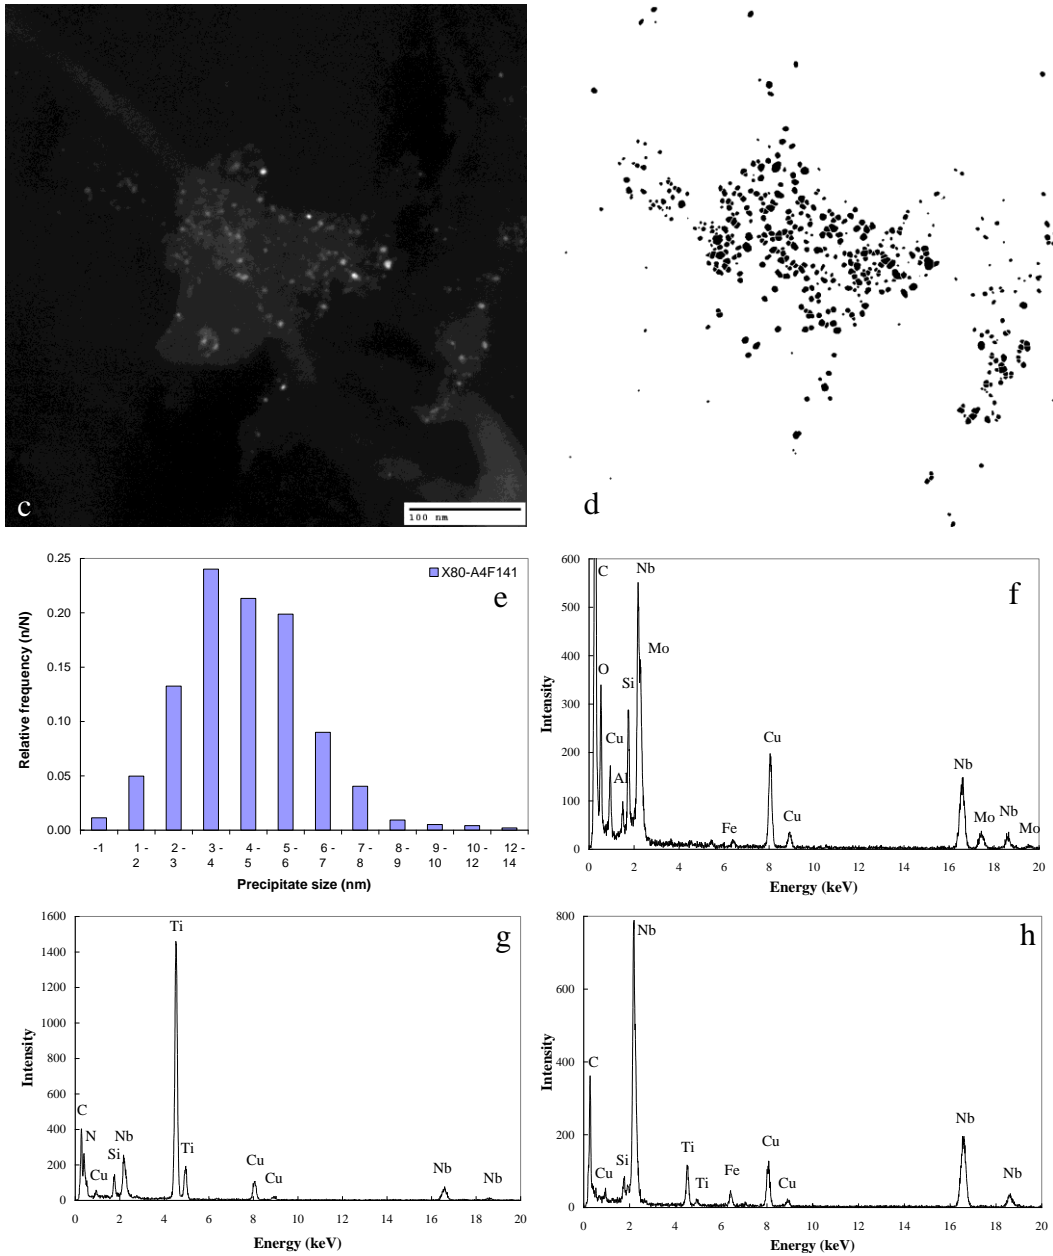 c
100 nm
d
0.25
0.20
0.15
0.10
0.05
0.00
Relative frequency (n/N)
X80-A4F141
e
-1
1 - 2
2 - 3
3 - 4
4 - 5
5 - 6
6 - 7
7 - 8
8 - 9
9 - 10
10 - 12
12 - 14
Precipitate size (nm)
600
500
400
300
200
100
0
Intensity
C
O
Cu
Al
Si
Nb
Mo
Fe
Cu
Cu
Nb
Mo
Nb
Mo
f
0 2 4 6 8 10 12 14 16 18 20
Energy (keV)
1600
1400
1200
1000
800
600
400
200
0
Intensity
C
N
Cu
Si
Nb
Ti
Ti
Cu
Cu
Nb
Nb
g
0 2 4 6 8 10 12 14 16 18 20
Energy (keV)
800
600
400
200
0
Intensity
C
Cu
Si
Nb
Ti
Ti
Fe
Cu
Cu
Nb
Nb
h
0 2 4 6 8 10 12 14 16 18 20
Energy (keV)